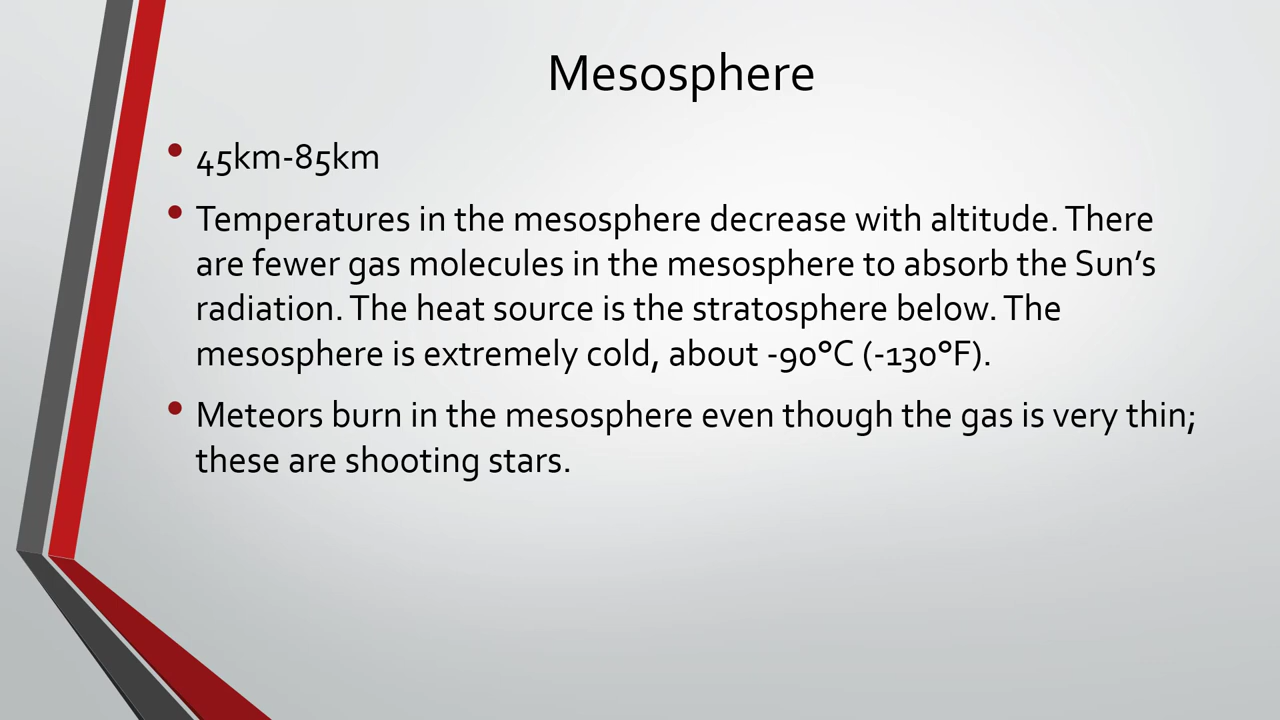 Mesosphere
• 45km-85km
• Temperatures in the mesosphere decrease with altitude. There
are fewer gas molecules in the mesosphere to absorb the Sun’s
radiation. The heat source is the stratosphere below. The
mesosphere is extremely cold, about -90°C (-130°F).
• Meteors burn in the mesosphere even though the gas is very thin;
these are shooting stars.